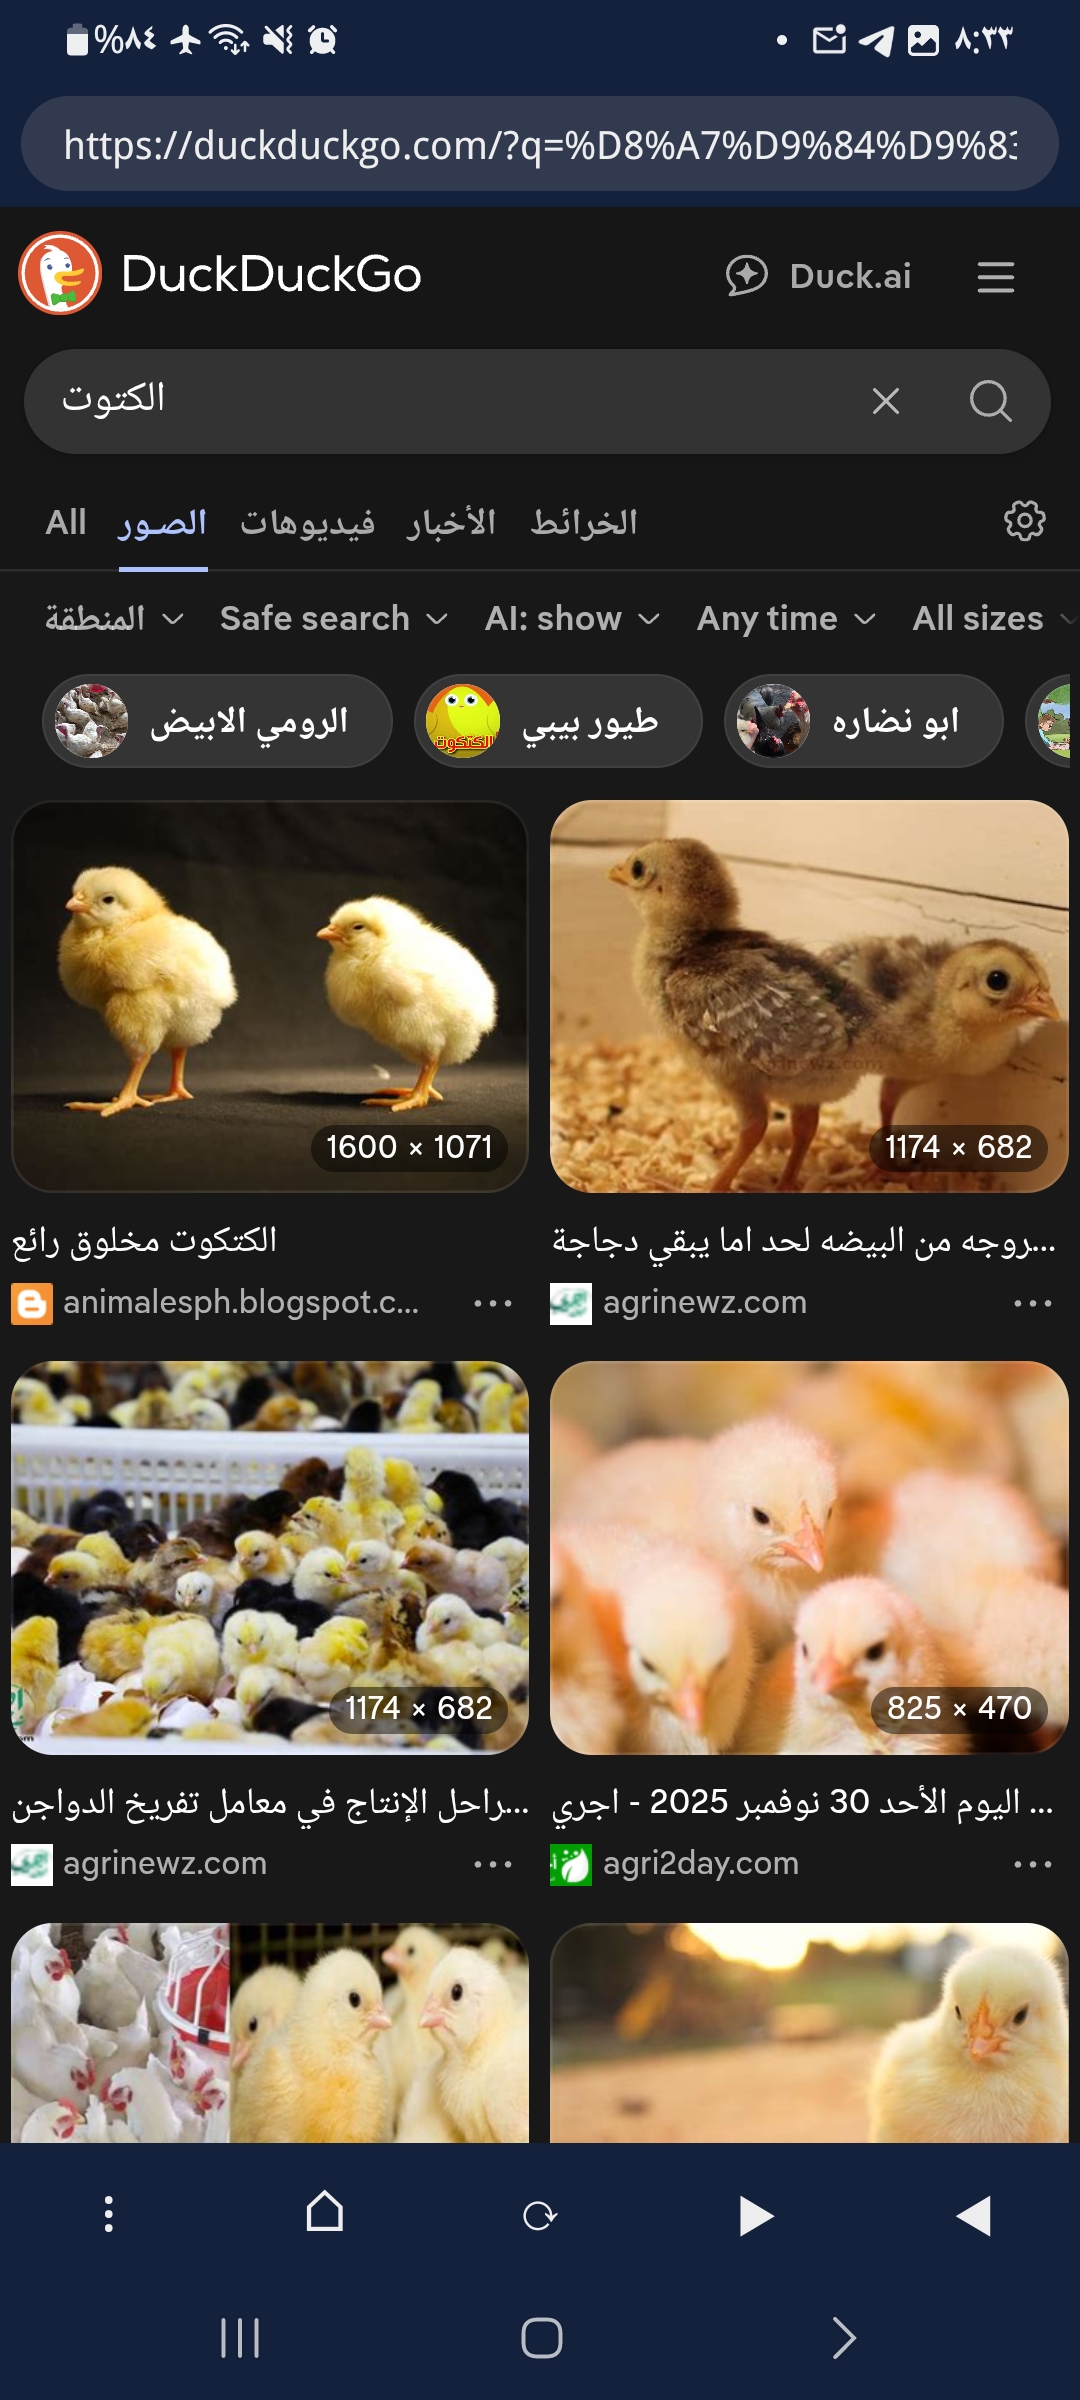 %٨٤
٨:٣٣
https://duckduckgo.com/?q=%D8%A7%D9%84%D9%83
DuckDuckGo
Duck.ai
الكتوت
All الصور فيديوهات الأخبار الخرائط
المنطقة Safe search AI: show Any time All sizes
الرومي الابيض طيور بيبي ابو نضاره
الكتكوت
1600 × 1071
1174 × 682
الكتكوت مخلوق رائع
...روجه من البيضه لحد اما يبقي دجاجة
animalesph.blogspot.c...
agrinewz.com
1174 × 682
825 × 470
...راحل الإنتاج في معامل تفريخ الدواجن
... اليوم الأحد 30 نوفمبر 2025 - اجري
agrinewz.com
agri2day.com